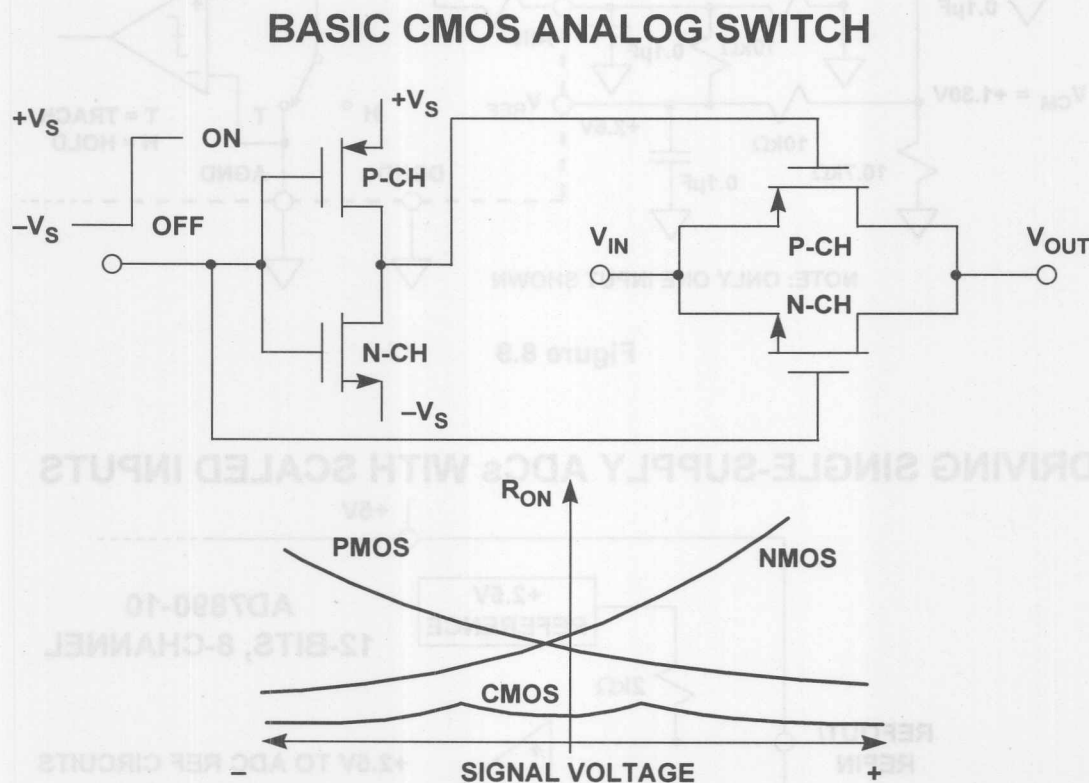 BASIC CMOS ANALOG SWITCH
+VS
ON
–VS
OFF
+VS
P-CH
N-CH
–VS
VIN
P-CH
N-CH
VOUT
RON
PMOS
NMOS
CMOS
–
SIGNAL VOLTAGE
+